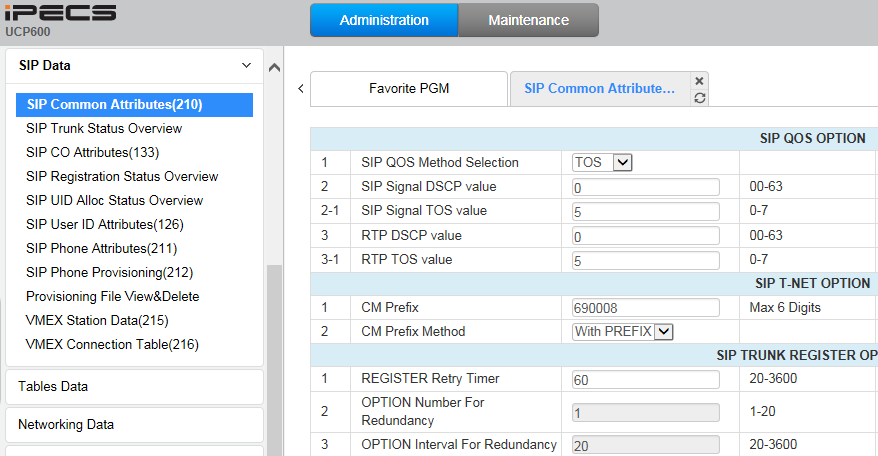 iPECS
UCP600
Administration
Maintenance
SIP Data
SIP Common Attributes(210)
SIP Trunk Status Overview
SIP CO Attributes(133)
SIP Registration Status Overview
SIP UID Alloc Status Overview
SIP User ID Attributes(126)
SIP Phone Attributes(211)
SIP Phone Provisioning(212)
Provisioning File View&Delete
VMEX Station Data(215)
VMEX Connection Table(216)
Tables Data
Networking Data
Favorite PGM
SIP Common Attribute...
SIP QOS OPTION
1 SIP QOS Method Selection TOS
2 SIP Signal DSCP value 0 00-63
2-1 SIP Signal TOS value 5 0-7
3 RTP DSCP value 0 00-63
3-1 RTP TOS value 5 0-7
SIP T-NET OPTION
1 CM Prefix 690008 Max 6 Digits
2 CM Prefix Method With PREFIX
SIP TRUNK REGISTER OP
1 REGISTER Retry Timer 60 20-3600
2 OPTION Number For Redundancy 1 1-20
3 OPTION Interval For Redundancy 20 20-3600